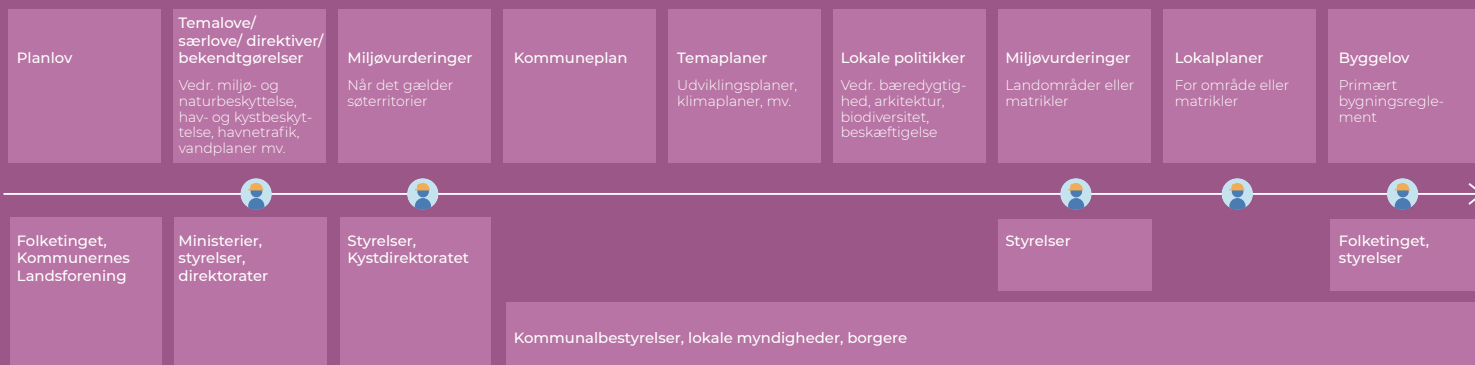 Planlov
Temalove/
særlove/ direktiver/
bekendtgørelser
Vedr. miljø- og
naturbeskyttelse,
hav- og kystbeskyt-
telse, havnetrafik,
vandplaner mv.
Miljøvurderinger
Når det gælder
søterritorier
Kommuneplan
Temaplaner
Udviklingsplaner,
klimaplaner, mv.
Lokale politikker
Vedr. bæredygtig-
hed, arkitektur,
biodiversitet,
beskæftigelse
Miljøvurderinger
Landområder eller
matrikler
Lokalplaner
For område eller
matrikler
Byggelov
Primært
bygningsregle-
ment
Folketinget,
Kommunernes
Landsforening
Ministerier,
styrelser,
direktorater
Styrelser,
Kystdirektoratet
Styrelser
Folketinget,
styrelser
Kommunalbestyrelser, lokale myndigheder, borgere